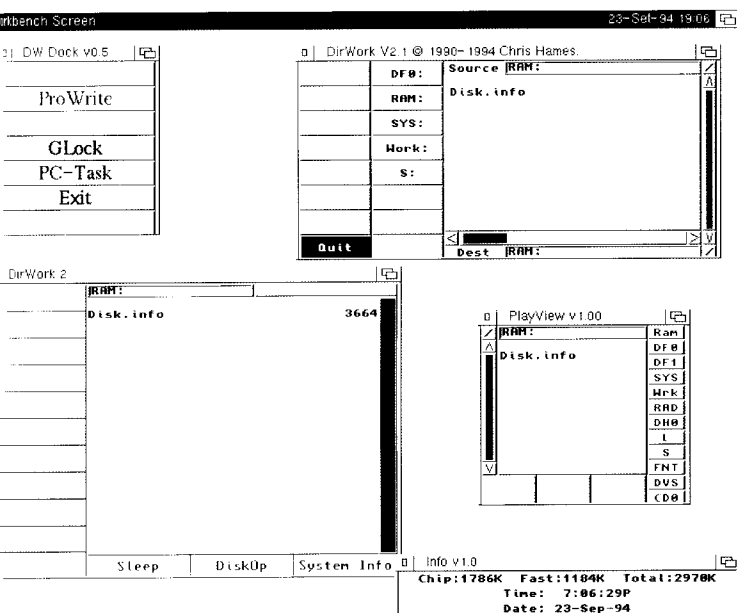 rkbench Screen 23-Sep-94 19:06
DW Dock v0.5
ProWrite
GLock
PC-Task
Exit
DirWork V2.1 © 1990-1994 Chris Hames.
Source RAM:
DF0:
RAM:
SYS:
Work:
S:
Disk.info
Quit
Dest RAM:
DirWork 2
RAM:
Disk.info 3664
Sleep DiskOp System Info
PlayView v1.00
RAM:
Disk.info
Ram
DF0
DF1
SYS
Wrk
RAD
DH0
L
S
FNT
DVS
CD0
Info v1.0
Chip:1786K Fast:1184K Total:2970K
Time: 7:06:29P
Date: 23-Sep-94